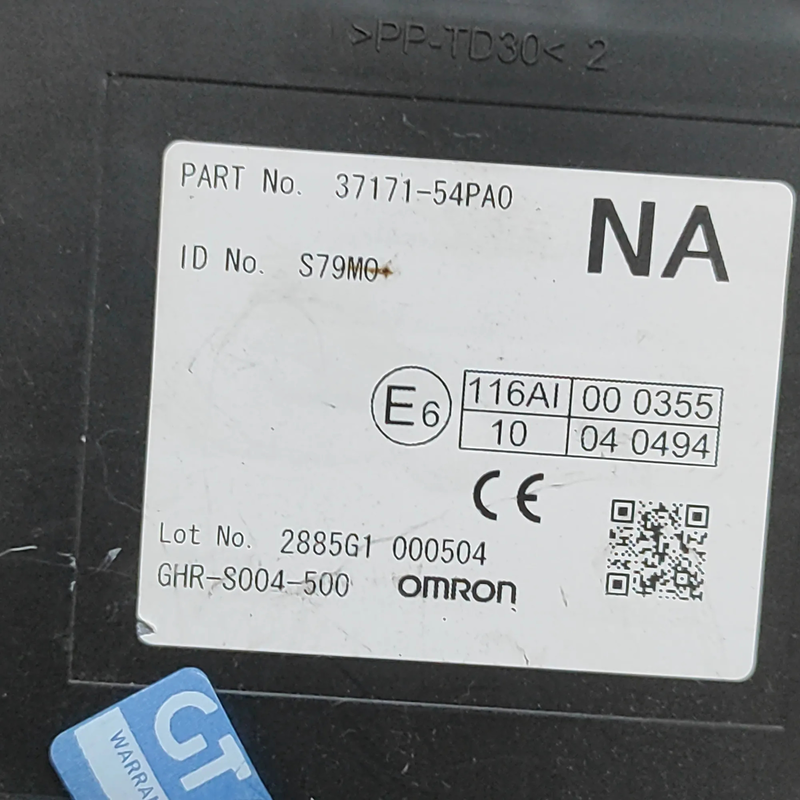 >PP-TD30< 2
PART No. 37171-54PA0
NA
ID No. S79M0
E6
116AI 00 0355
10 04 0494
CE
Lot No. 2885G1 000504
GHR-S004-500 OMRON
GT